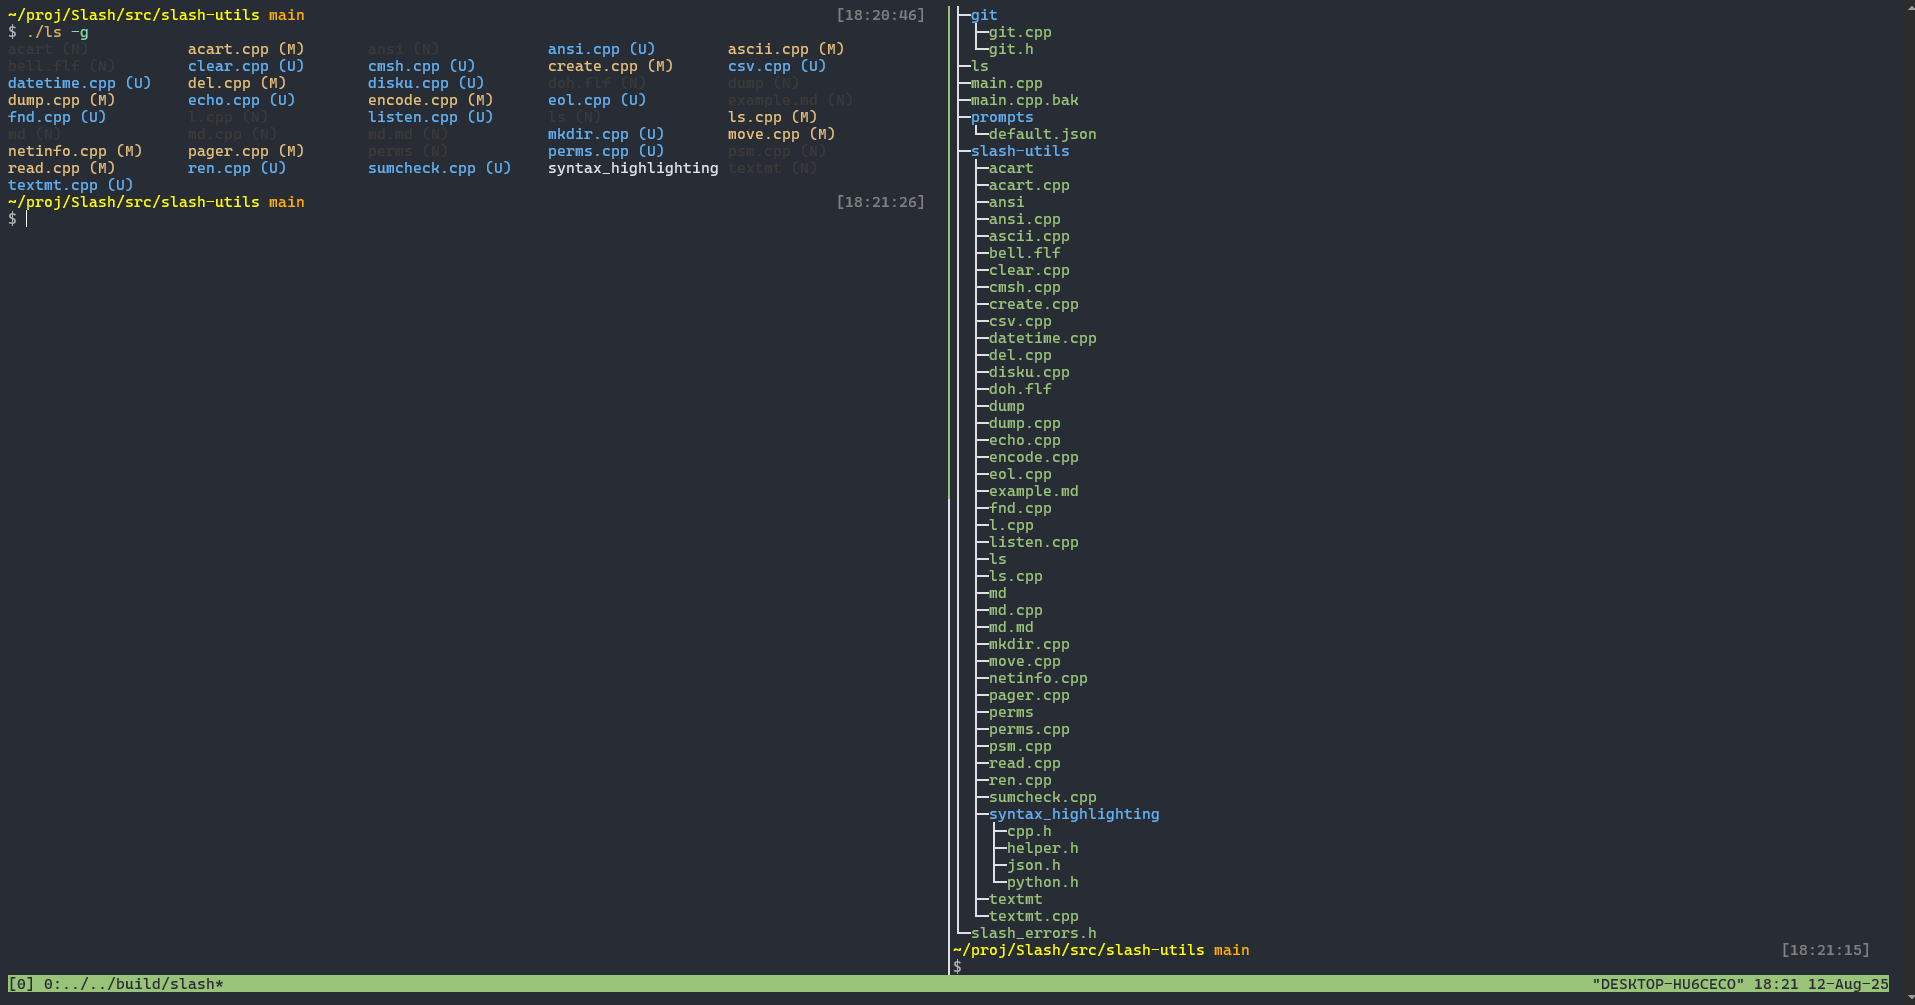 ~/proj/Slash/src/slash-utils main [18:20:46]
$ ./ls -g
acart (N) acart.cpp (M) ansi (N) ansi.cpp (U) ascii.cpp (M)
bell.flf (N) clear.cpp (U) cmsh.cpp (U) create.cpp (M) csv.cpp (U)
datetime.cpp (U) del.cpp (M) disku.cpp (U) doh.flf (N) dump (N)
dump.cpp (M) echo.cpp (U) encode.cpp (M) eol.cpp (U) example.md (N)
fnd.cpp (U) l.cpp (N) listen.cpp (U) ls (N) ls.cpp (M)
md (N) md.cpp (N) md.md (N) mkdir.cpp (U) move.cpp (M)
netinfo.cpp (M) pager.cpp (M) perms (N) perms.cpp (U) psm.cpp (N)
read.cpp (M) ren.cpp (U) sumcheck.cpp (U) syntax_highlighting textmt (N)
textmt.cpp (U)
~/proj/Slash/src/slash-utils main [18:21:26]
$
├─git
│ ├─git.cpp
│ └─git.h
├─ls
├─main.cpp
├─main.cpp.bak
├─prompts
│ └─default.json
├─slash-utils
│ ├─acart
│ ├─acart.cpp
│ ├─ansi
│ ├─ansi.cpp
│ ├─ascii.cpp
│ ├─bell.flf
│ ├─clear.cpp
│ ├─cmsh.cpp
│ ├─create.cpp
│ ├─csv.cpp
│ ├─datetime.cpp
│ ├─del.cpp
│ ├─disku.cpp
│ ├─doh.flf
│ ├─dump
│ ├─dump.cpp
│ ├─echo.cpp
│ ├─encode.cpp
│ ├─eol.cpp
│ ├─example.md
│ ├─fnd.cpp
│ ├─l.cpp
│ ├─listen.cpp
│ ├─ls
│ ├─ls.cpp
│ ├─md
│ ├─md.cpp
│ ├─md.md
│ ├─mkdir.cpp
│ ├─move.cpp
│ ├─netinfo.cpp
│ ├─pager.cpp
│ ├─perms
│ ├─perms.cpp
│ ├─psm.cpp
│ ├─read.cpp
│ ├─ren.cpp
│ ├─sumcheck.cpp
│ ├─syntax_highlighting
│ │ ├─cpp.h
│ │ ├─helper.h
│ │ ├─json.h
│ │ └─python.h
│ ├─textmt
│ └─textmt.cpp
└─slash_errors.h
~/proj/Slash/src/slash-utils main [18:21:15]
$
[0] 0:../../build/slash* "DESKTOP-HU6CECO" 18:21 12-Aug-25